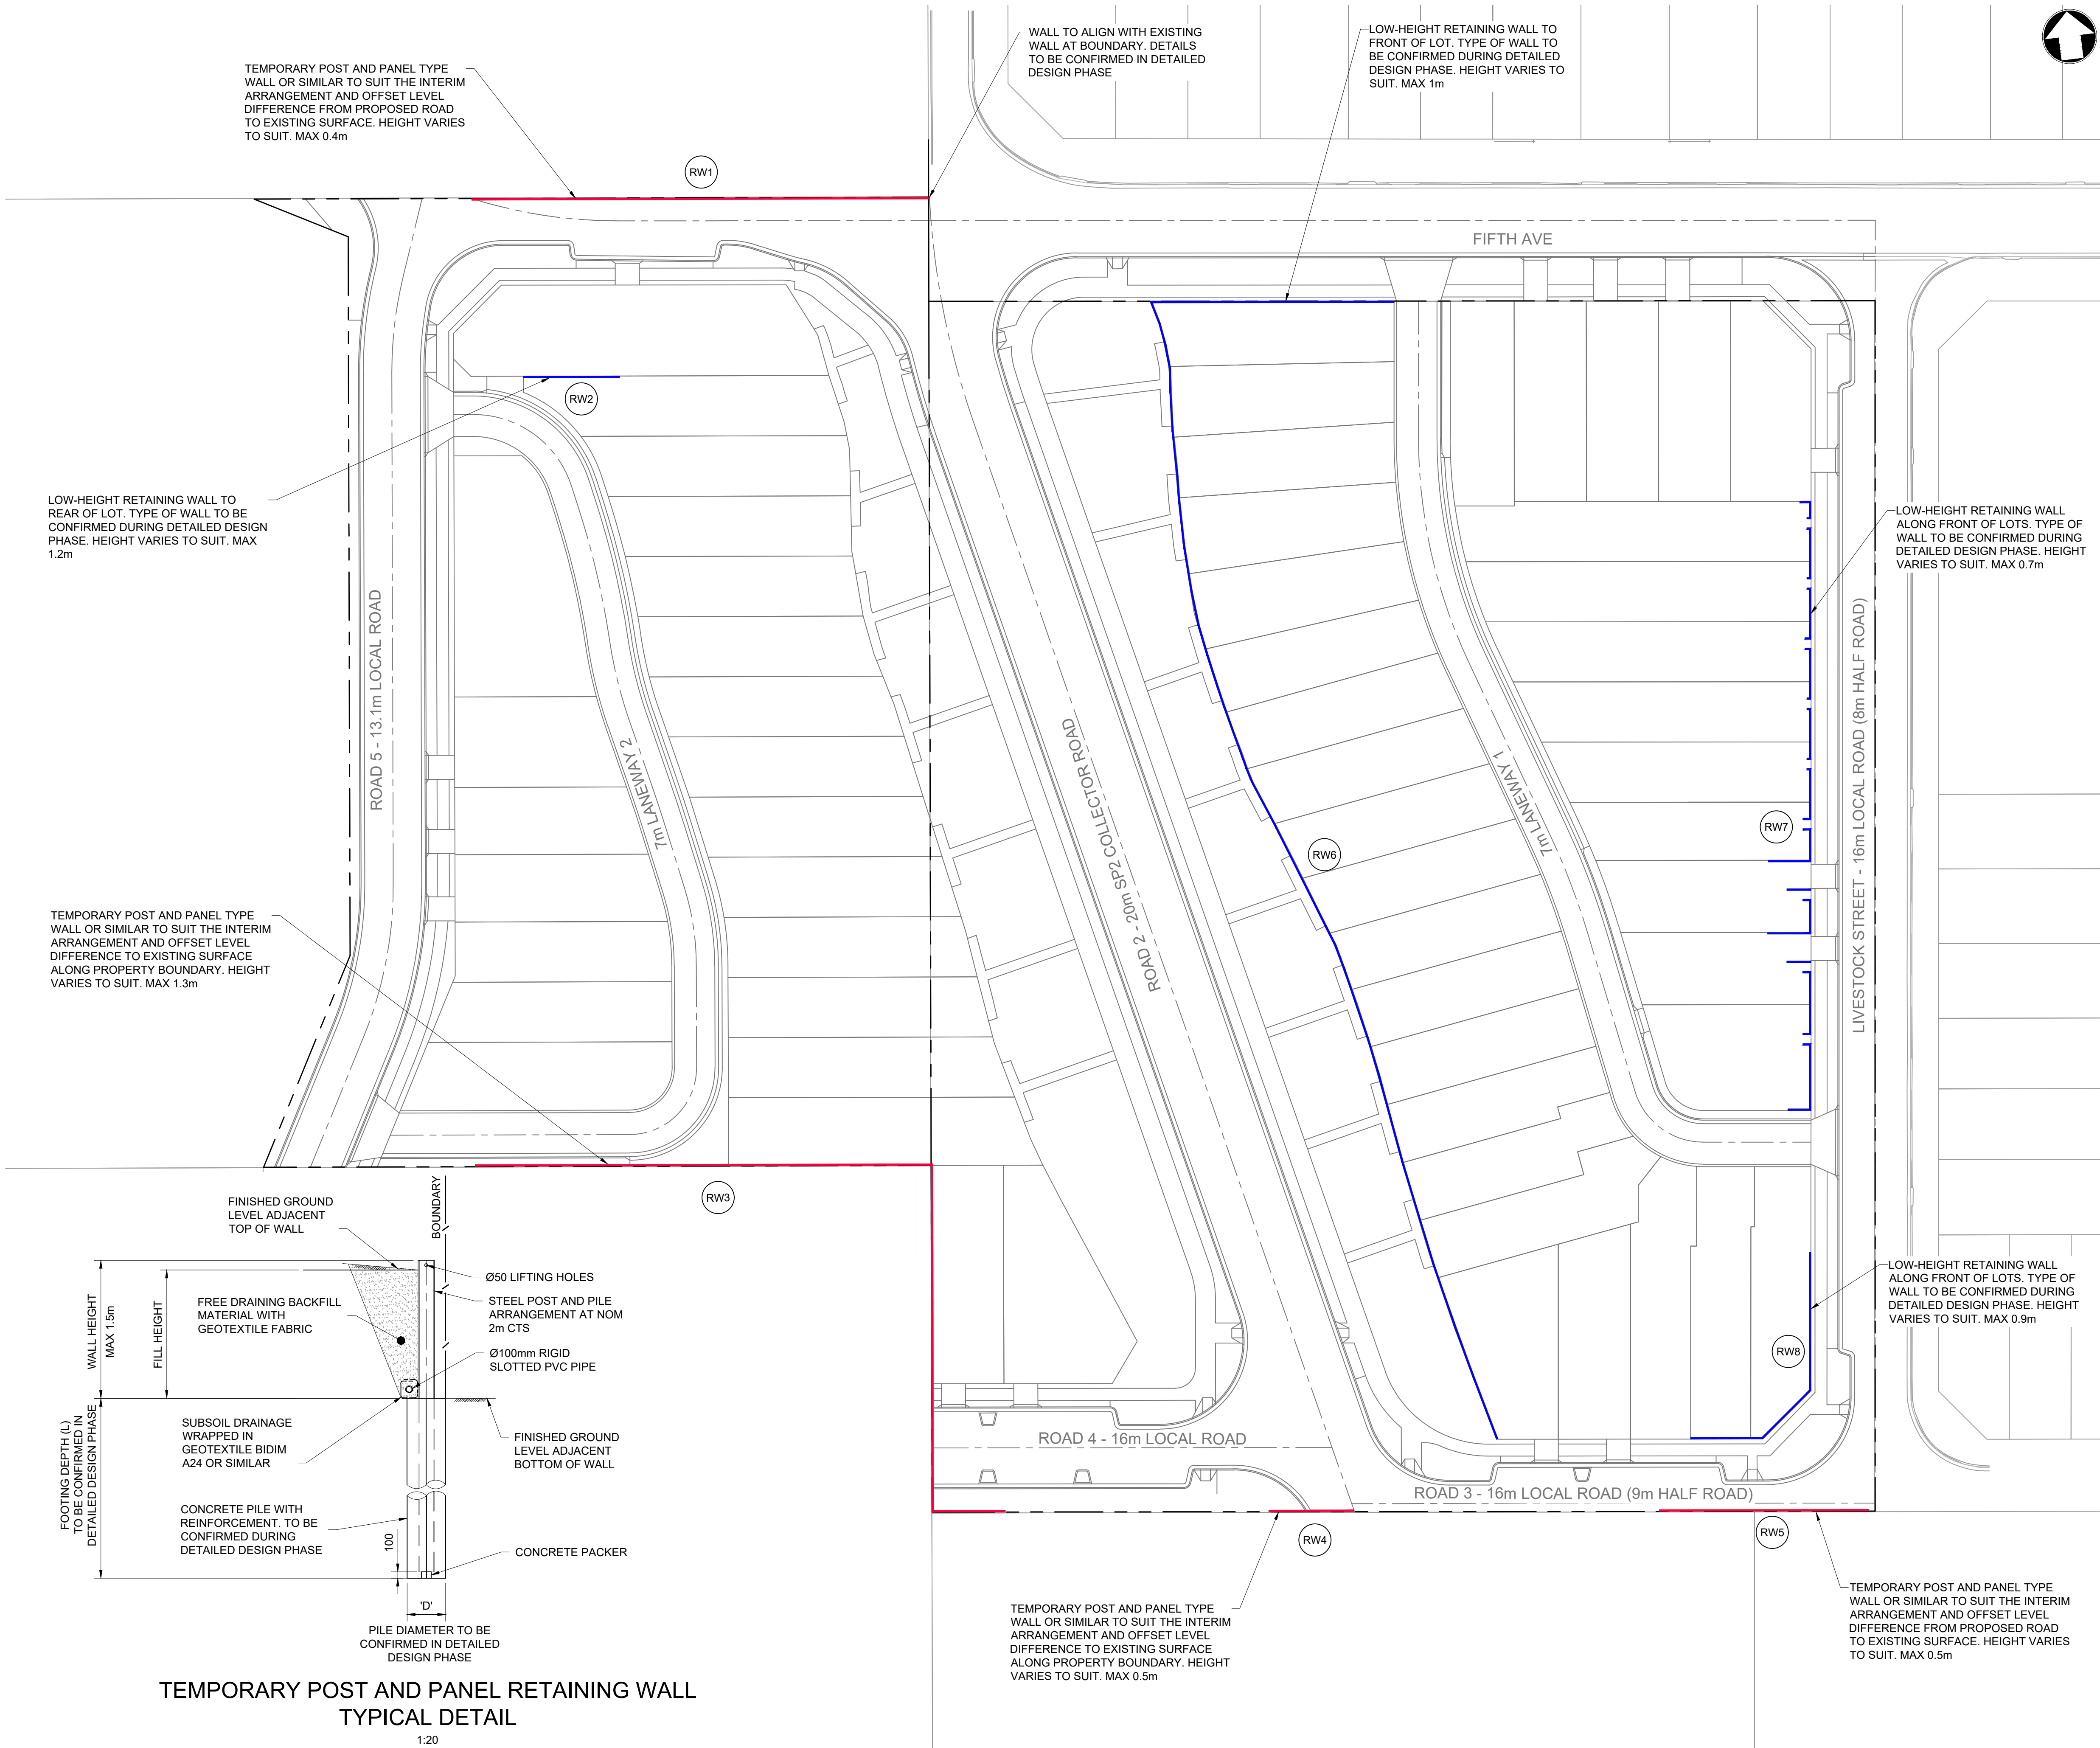 WALL TO ALIGN WITH EXISTING
WALL AT BOUNDARY. DETAILS
TO BE CONFIRMED IN DETAILED
DESIGN PHASE
LOW-HEIGHT RETAINING WALL TO
FRONT OF LOT. TYPE OF WALL TO
BE CONFIRMED DURING DETAILED
DESIGN PHASE. HEIGHT VARIES TO
SUIT. MAX 1m
TEMPORARY POST AND PANEL TYPE
WALL OR SIMILAR TO SUIT THE INTERIM
ARRANGEMENT AND OFFSET LEVEL
DIFFERENCE FROM PROPOSED ROAD
TO EXISTING SURFACE. HEIGHT VARIES
TO SUIT. MAX 0.4m
RW1
FIFTH AVE
RW2
LOW-HEIGHT RETAINING WALL TO
REAR OF LOT. TYPE OF WALL TO BE
CONFIRMED DURING DETAILED DESIGN
PHASE. HEIGHT VARIES TO SUIT. MAX
1.2m
LOW-HEIGHT RETAINING WALL
ALONG FRONT OF LOTS. TYPE OF
WALL TO BE CONFIRMED DURING
DETAILED DESIGN PHASE. HEIGHT
VARIES TO SUIT. MAX 0.7m
ROAD 5 - 13.1m LOCAL ROAD
7m LANEWAY 2
ROAD 2 - 20m SP2 COLLECTOR ROAD
7m LANEWAY 1
LIVESTOCK STREET - 16m LOCAL ROAD (8m HALF ROAD)
RW6
RW7
TEMPORARY POST AND PANEL TYPE
WALL OR SIMILAR TO SUIT THE INTERIM
ARRANGEMENT AND OFFSET LEVEL
DIFFERENCE TO EXISTING SURFACE
ALONG PROPERTY BOUNDARY. HEIGHT
VARIES TO SUIT. MAX 1.3m
RW3
LOW-HEIGHT RETAINING WALL
ALONG FRONT OF LOTS. TYPE OF
WALL TO BE CONFIRMED DURING
DETAILED DESIGN PHASE. HEIGHT
VARIES TO SUIT. MAX 0.9m
RW8
ROAD 4 - 16m LOCAL ROAD
ROAD 3 - 16m LOCAL ROAD (9m HALF ROAD)
RW4
RW5
TEMPORARY POST AND PANEL TYPE
WALL OR SIMILAR TO SUIT THE INTERIM
ARRANGEMENT AND OFFSET LEVEL
DIFFERENCE TO EXISTING SURFACE
ALONG PROPERTY BOUNDARY. HEIGHT
VARIES TO SUIT. MAX 0.5m
TEMPORARY POST AND PANEL TYPE
WALL OR SIMILAR TO SUIT THE INTERIM
ARRANGEMENT AND OFFSET LEVEL
DIFFERENCE FROM PROPOSED ROAD
TO EXISTING SURFACE. HEIGHT VARIES
TO SUIT. MAX 0.5m
FINISHED GROUND
LEVEL ADJACENT
TOP OF WALL
BOUNDARY
Ø50 LIFTING HOLES
STEEL POST AND PILE
ARRANGEMENT AT NOM
2m CTS
FREE DRAINING BACKFILL
MATERIAL WITH
GEOTEXTILE FABRIC
WALL HEIGHT
MAX 1.5m
FILL HEIGHT
Ø100mm RIGID
SLOTTED PVC PIPE
SUBSOIL DRAINAGE
WRAPPED IN
GEOTEXTILE BIDIM
A24 OR SIMILAR
FINISHED GROUND
LEVEL ADJACENT
BOTTOM OF WALL
FOOTING DEPTH (L)
TO BE CONFIRMED IN
DETAILED DESIGN PHASE
CONCRETE PILE WITH
REINFORCEMENT. TO BE
CONFIRMED DURING
DETAILED DESIGN PHASE
100
CONCRETE PACKER
'D'
PILE DIAMETER TO BE
CONFIRMED IN DETAILED
DESIGN PHASE
TEMPORARY POST AND PANEL RETAINING WALL
TYPICAL DETAIL
1:20